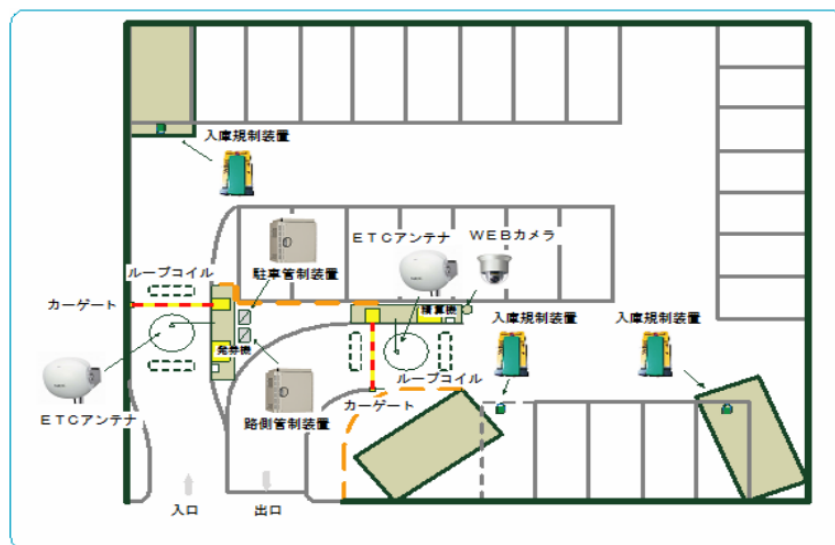 入庫規制装置
ETCアンテナ
WEBカメラ
ループコイル
駐車管制装置
カーゲート
精算機
入庫規制装置
入庫規制装置
発券機
ループコイル
カーゲート
ETCアンテナ
路側管制装置
入口
出口